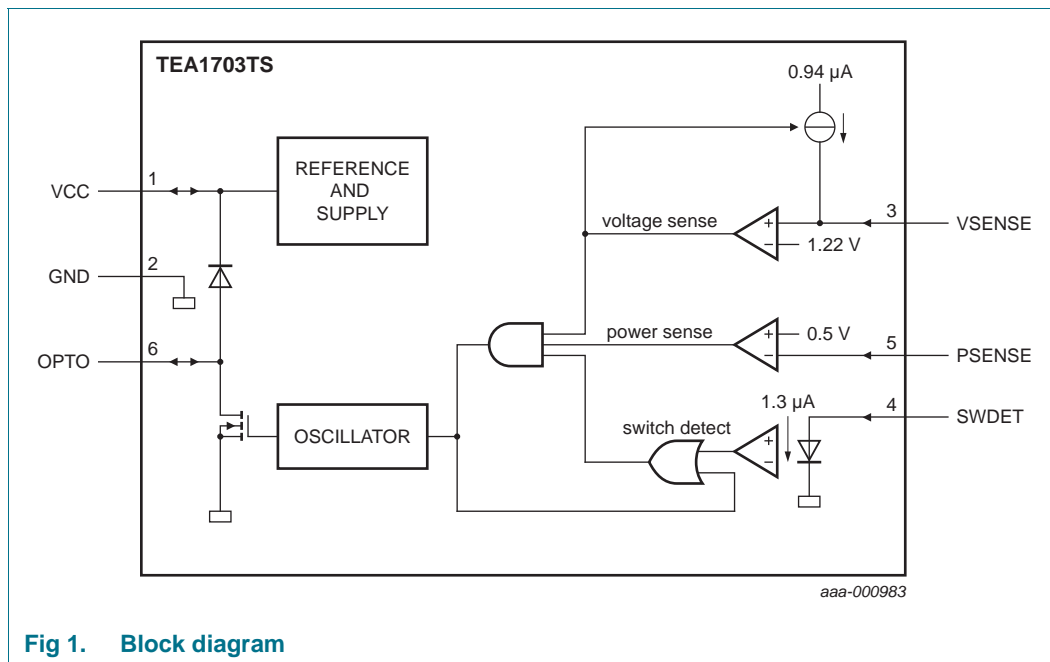 TEA1703TS
0.94 µA
REFERENCE
AND
SUPPLY
VCC
1
voltage sense
+
−
1.22 V
3
VSENSE
GND
2
OPTO
6
power sense
+
−
0.5 V
5
PSENSE
OSCILLATOR
switch detect
1.3 µA
+
−
4
SWDET
aaa-000983
Fig 1. Block diagram